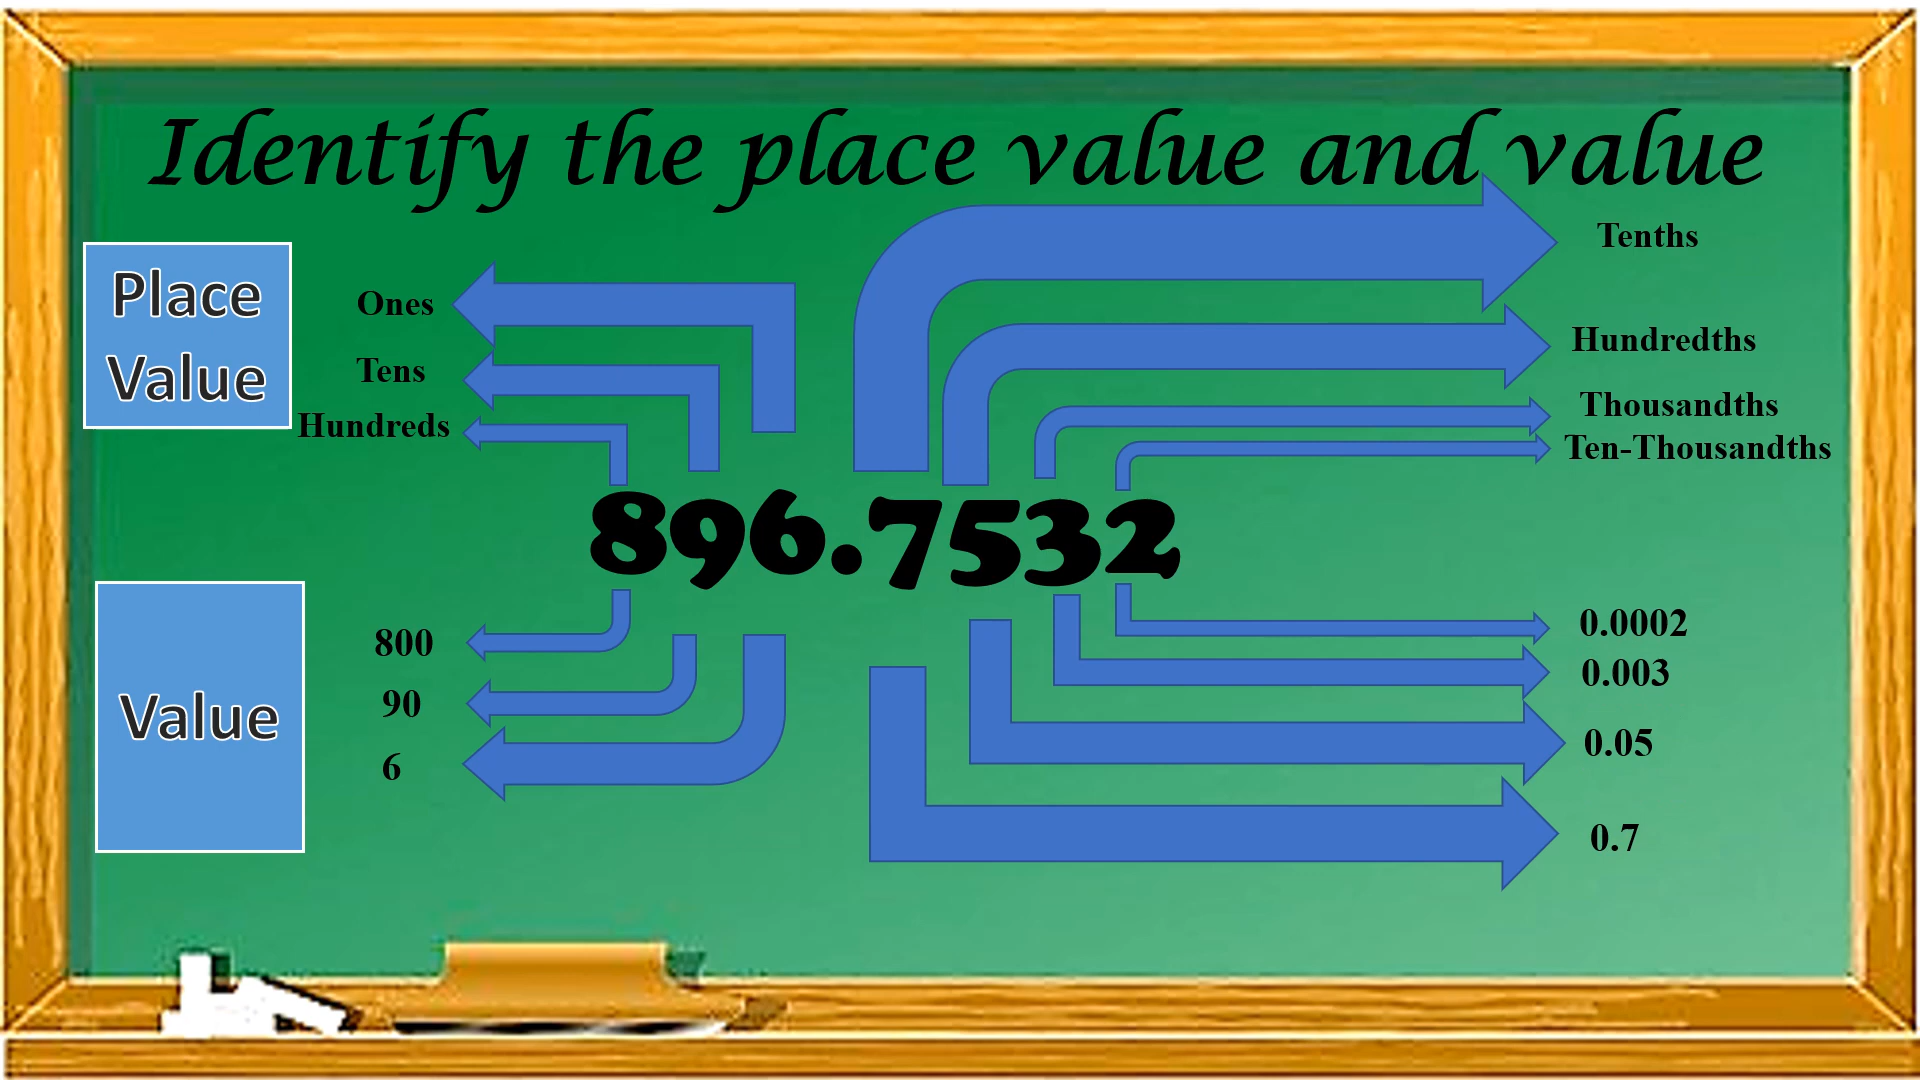 Identify the place value and value
Place
Value
Ones
Tens
Hundreds
Tenths
Hundredths
Thousandths
Ten-Thousandths
896.7532
Value
800
90
6
0.0002
0.003
0.05
0.7